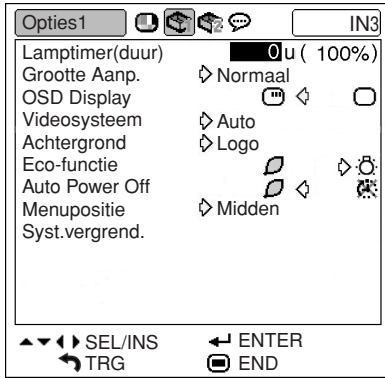 Opties1 IN3
Lamptimer(duur) 0 u ( 100%)
Grootte Aanp. Normaal
OSD Display
Videosysteem Auto
Achtergrond Logo
Eco-functie
Auto Power Off
Menupositie Midden
Syst.vergrend.
SEL/INS ENTER
TRG END